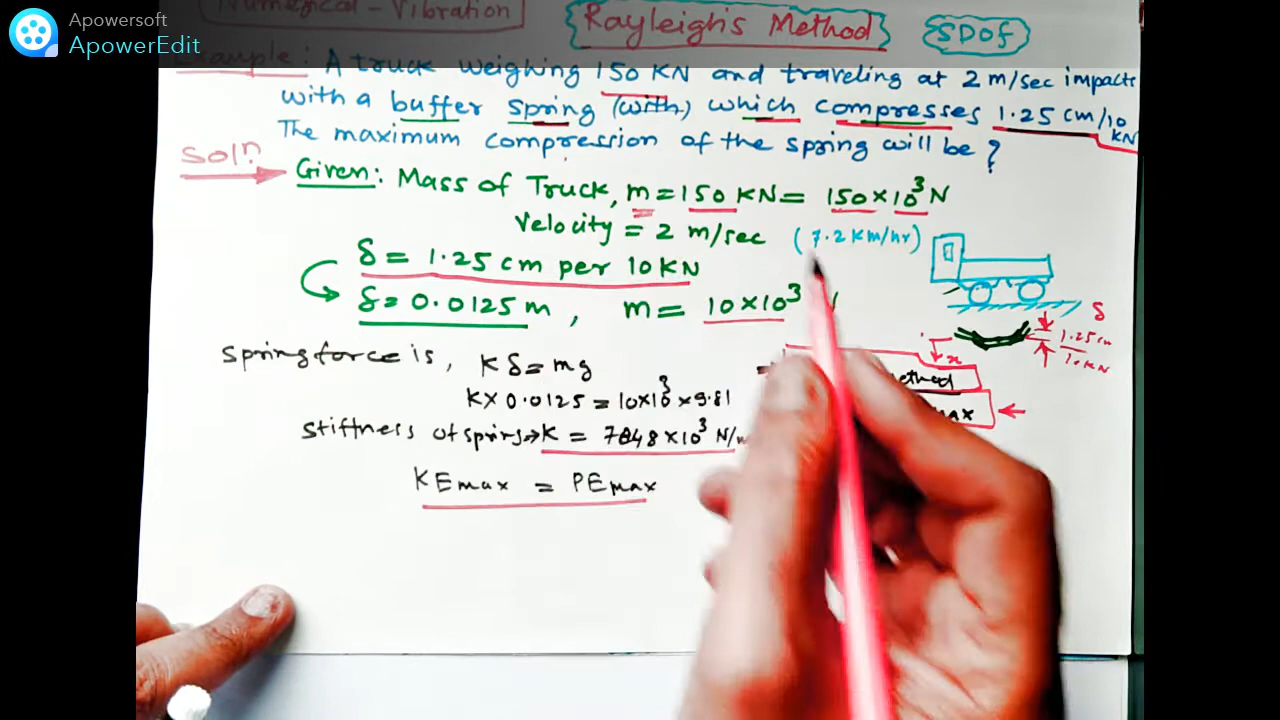 Apowersoft
ApowerEdit
Numerical - Vibration
Rayleigh's Method
SDOF
Example: A truck weighing 150 KN and traveling at 2 m/sec impacts
with a buffer spring (with) which compresses 1.25 cm/10 KN
The maximum compression of the spring will be?
Soln
Given: Mass of Truck, m = 150 KN = 150×10³ N
Velocity = 2 m/sec (7.2 Km/hr)
δ = 1.25 cm per 10 KN
δ = 0.0125 m, m = 10×10³
δ
1.25 cm
10 KN
x
Spring force is, Kδ = mg
K × 0.0125 = 10×10³ × 9.81
Stiffness of spring → K = 7848×10³ N/
KEmax = PEmax